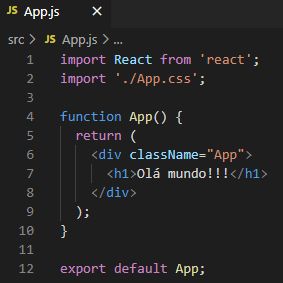 JS App.js ×
src > JS App.js > ...
1 import React from 'react';
2 import './App.css';
3
4 function App() {
5   return (
6     <div className="App">
7       <h1>Olá mundo!!!</h1>
8     </div>
9   );
10 }
11
12 export default App;